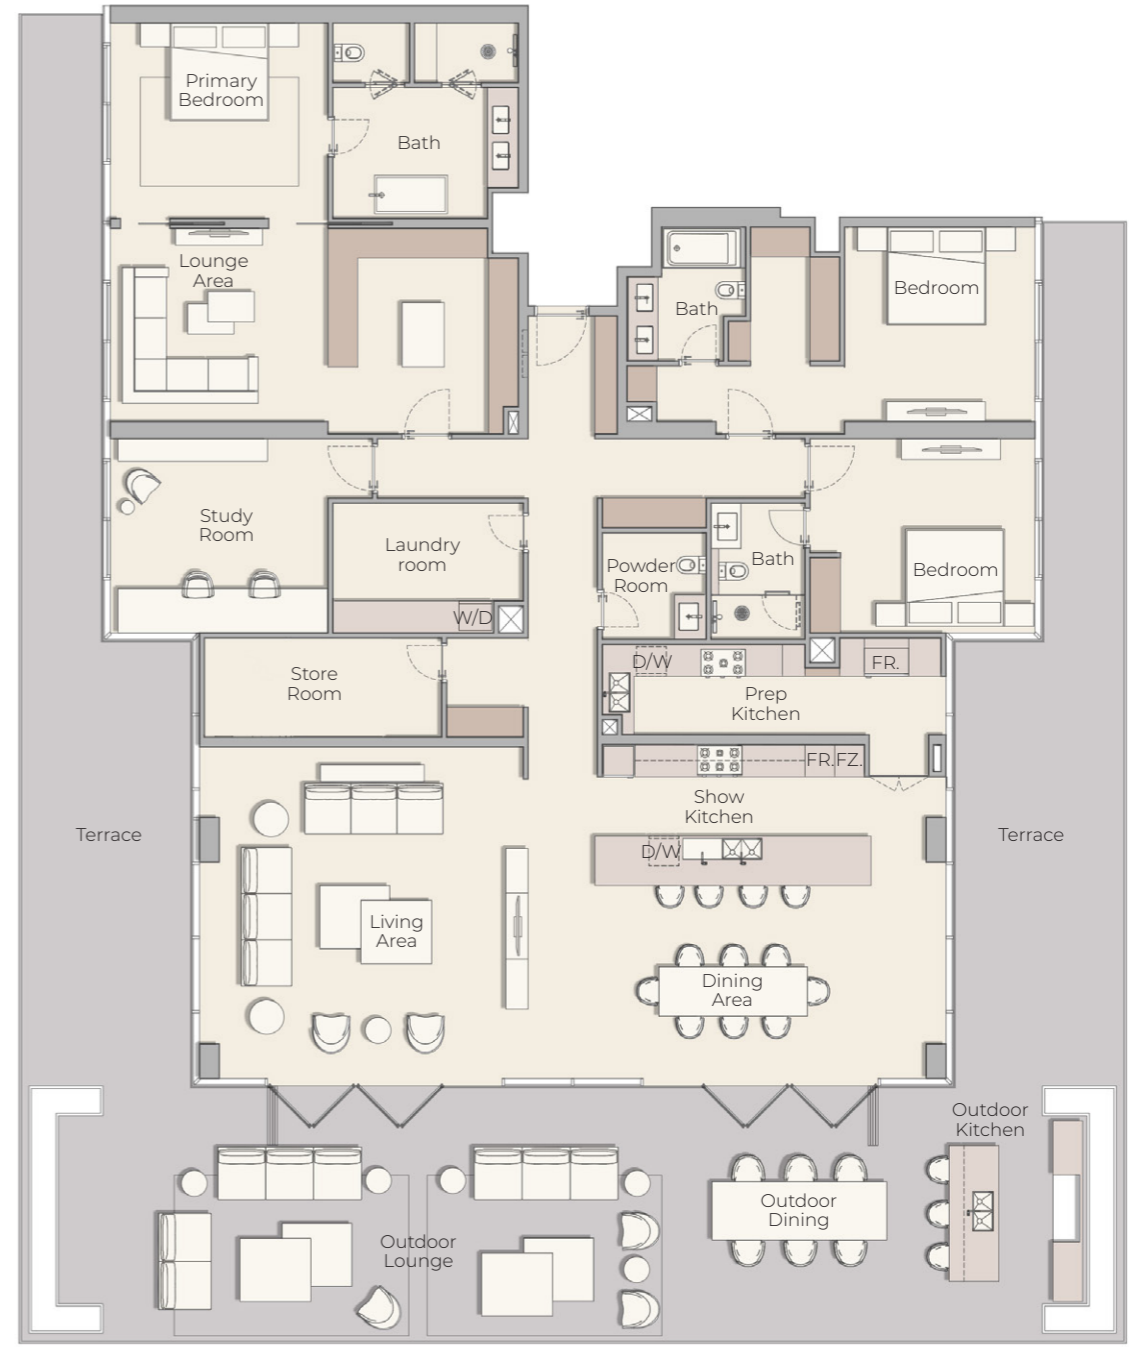 Primary
Bedroom
Bath
Lounge
Area
Bath
Bedroom
Study
Room
Laundry
room
W/D
Powder
Room
Bath
Bedroom
Store
Room
D/W
FR.
Prep
Kitchen
FR.
FZ.
Show
Kitchen
D/W
Terrace
Terrace
Living
Area
Dining
Area
Outdoor
Kitchen
Outdoor
Dining
Outdoor
Lounge